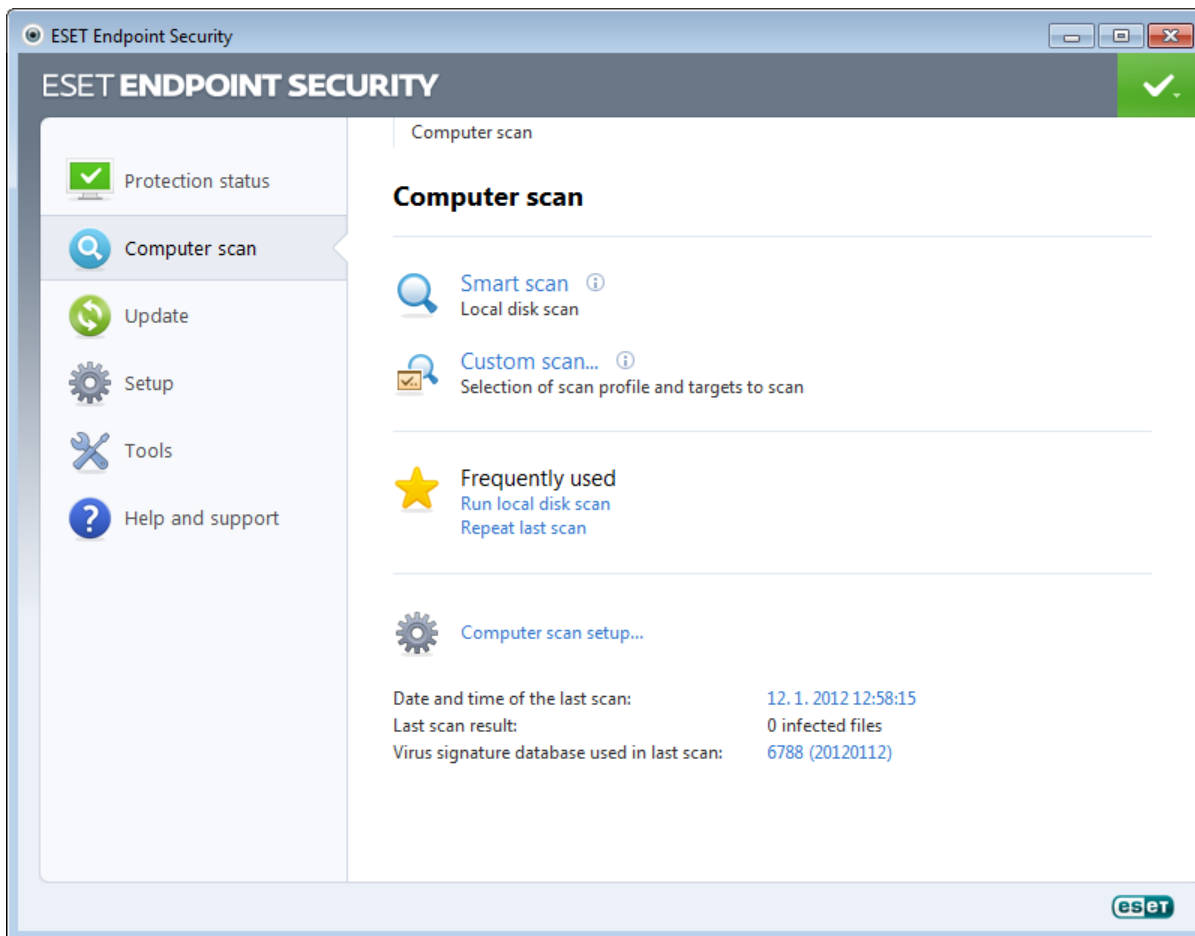 ESET Endpoint Security
ESET ENDPOINT SECURITY
Protection status
Computer scan
Update
Setup
Tools
Help and support
Computer scan
Computer scan
Smart scan
Local disk scan
Custom scan...
Selection of scan profile and targets to scan
Frequently used
Run local disk scan
Repeat last scan
Computer scan setup...
Date and time of the last scan: 12. 1. 2012 12:58:15
Last scan result: 0 infected files
Virus signature database used in last scan: 6788 (20120112)
eseT